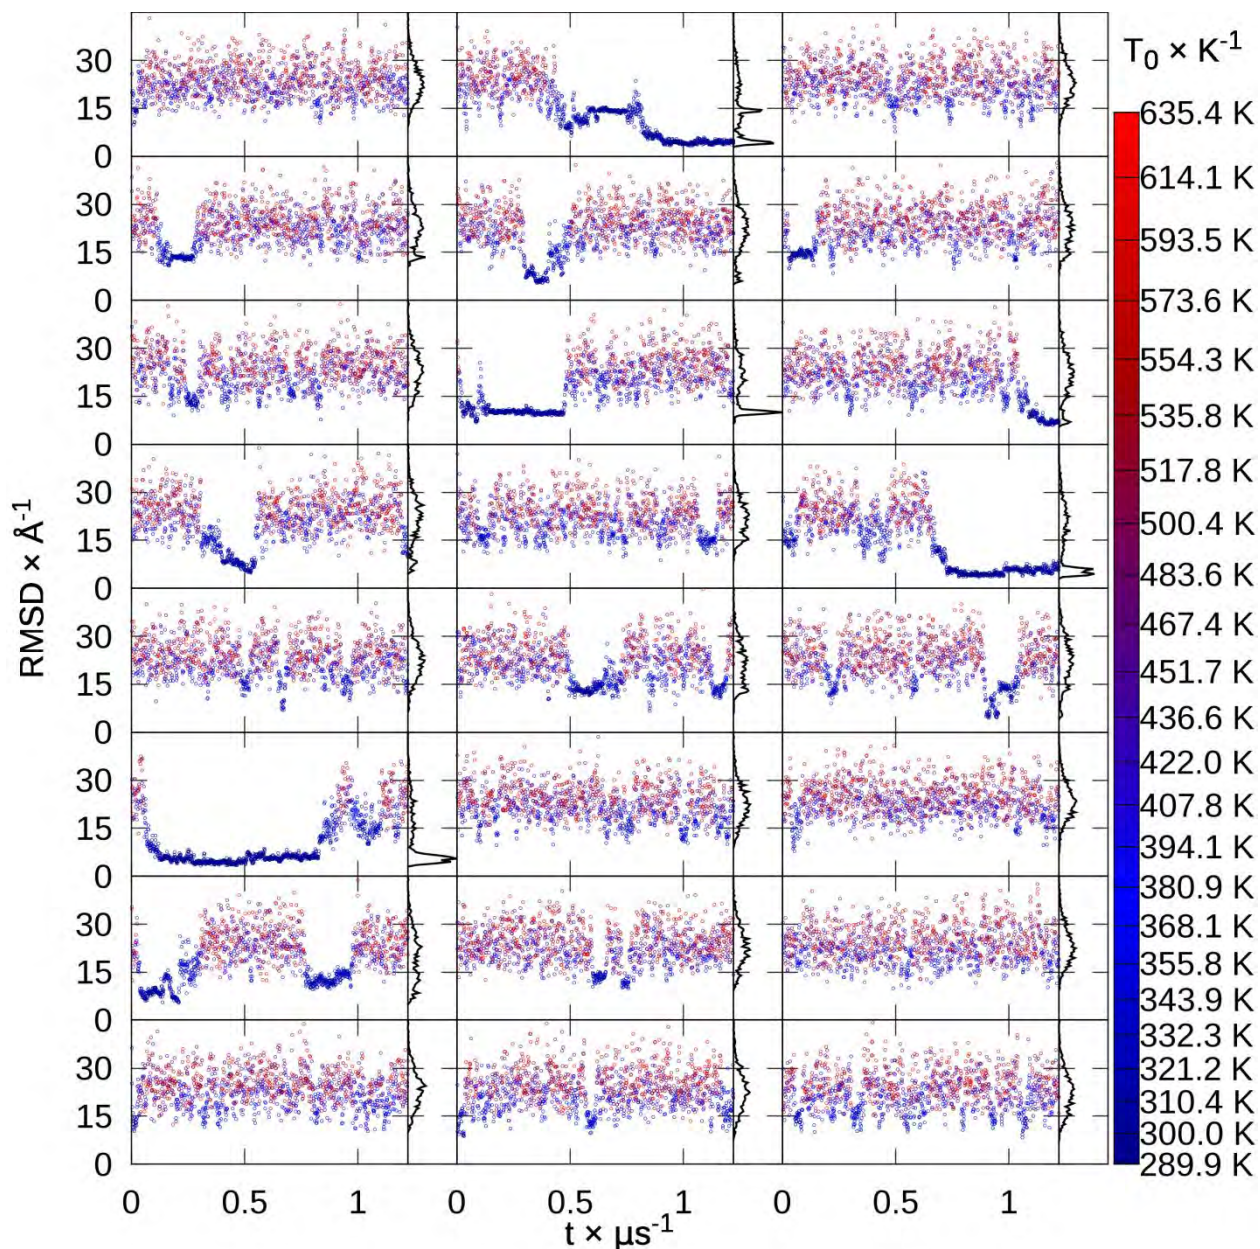 T₀ × K⁻¹
635.4 K
614.1 K
593.5 K
573.6 K
554.3 K
535.8 K
517.8 K
500.4 K
483.6 K
467.4 K
451.7 K
436.6 K
422.0 K
407.8 K
394.1 K
380.9 K
368.1 K
355.8 K
343.9 K
332.3 K
321.2 K
310.4 K
300.0 K
289.9 K
RMSD × Å⁻¹
30
15
0
30
15
0
30
15
0
30
15
0
30
15
0
30
15
0
30
15
0
30
15
0
0 0.5 1 0 0.5 1 0 0.5 1
t × µs⁻¹